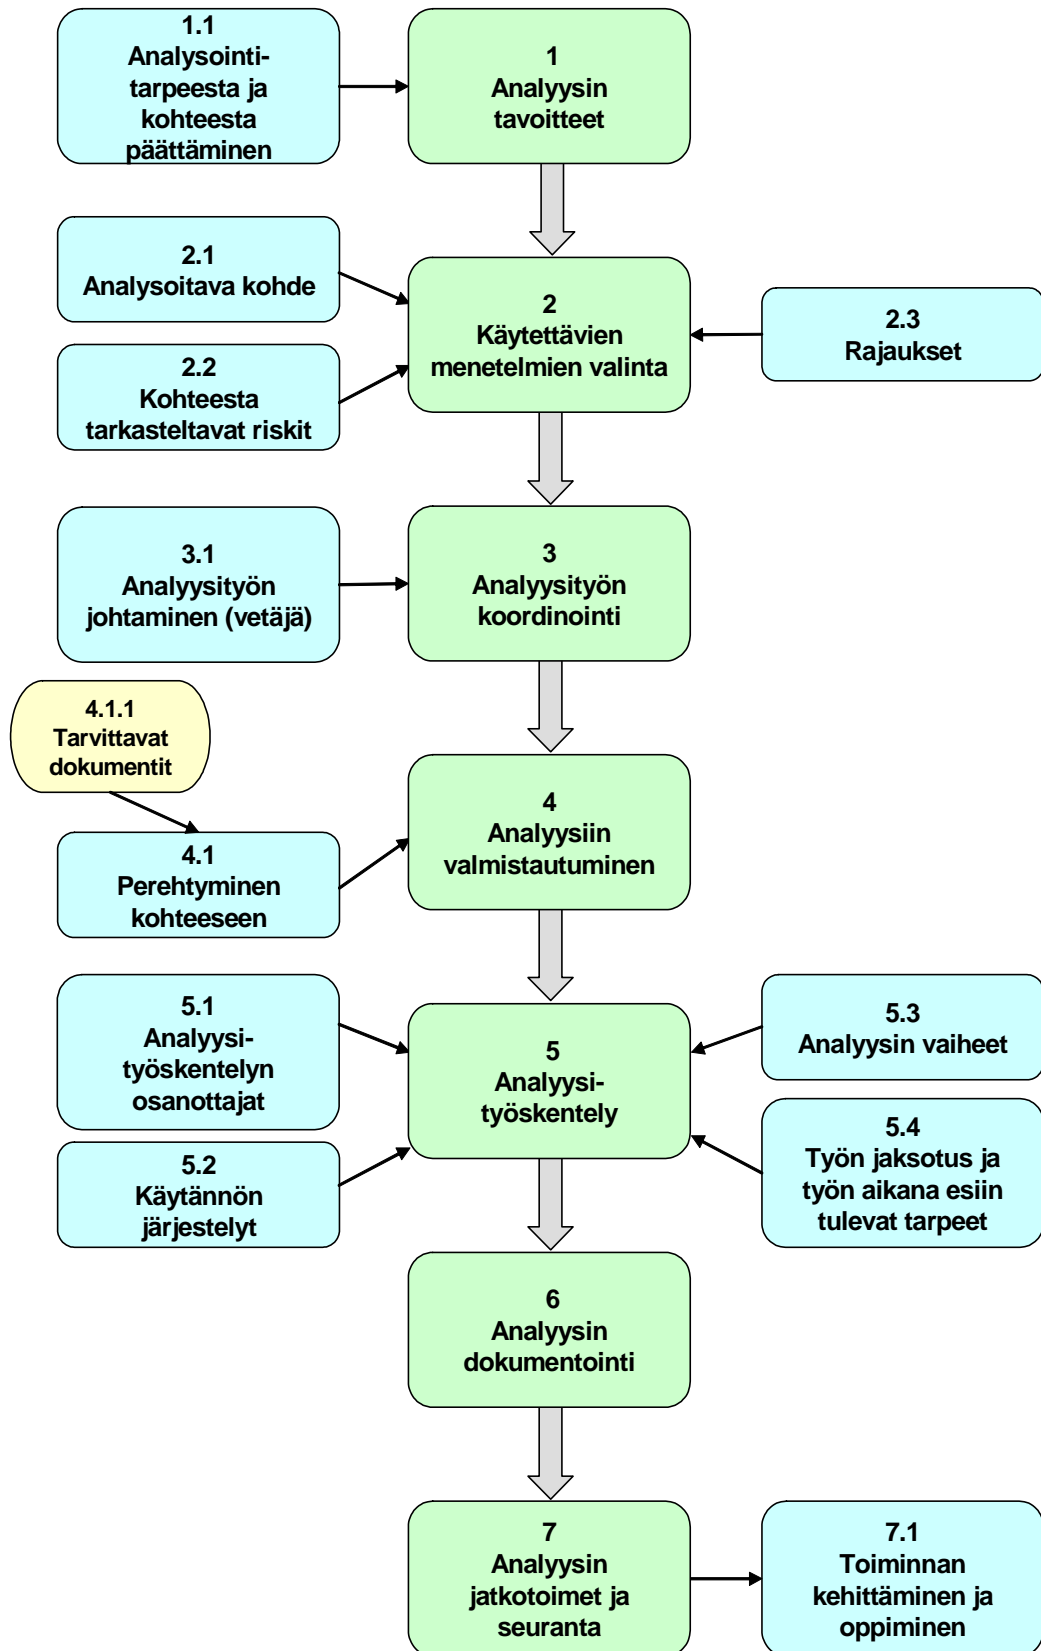 1.1
Analysointi-
tarpeesta ja
kohteesta
päättäminen
1
Analyysin
tavoitteet
2.1
Analysoitava kohde
2
Käytettävien
menetelmien valinta
2.3
Rajaukset
2.2
Kohteesta
tarkasteltavat riskit
3.1
Analyysityön
johtaminen (vetäjä)
3
Analyysityön
koordinointi
4.1.1
Tarvittavat
dokumentit
4
Analyysiin
valmistautuminen
4.1
Perehtyminen
kohteeseen
5.1
Analyysi-
työskentelyn
osanottajat
5
Analyysi-
työskentely
5.3
Analyysin vaiheet
5.2
Käytännön
järjestelyt
5.4
Työn jaksotus ja
työn aikana esiin
tulevat tarpeet
6
Analyysin
dokumentointi
7
Analyysin
jatkotoimet ja
seuranta
7.1
Toiminnan
kehittäminen ja
oppiminen